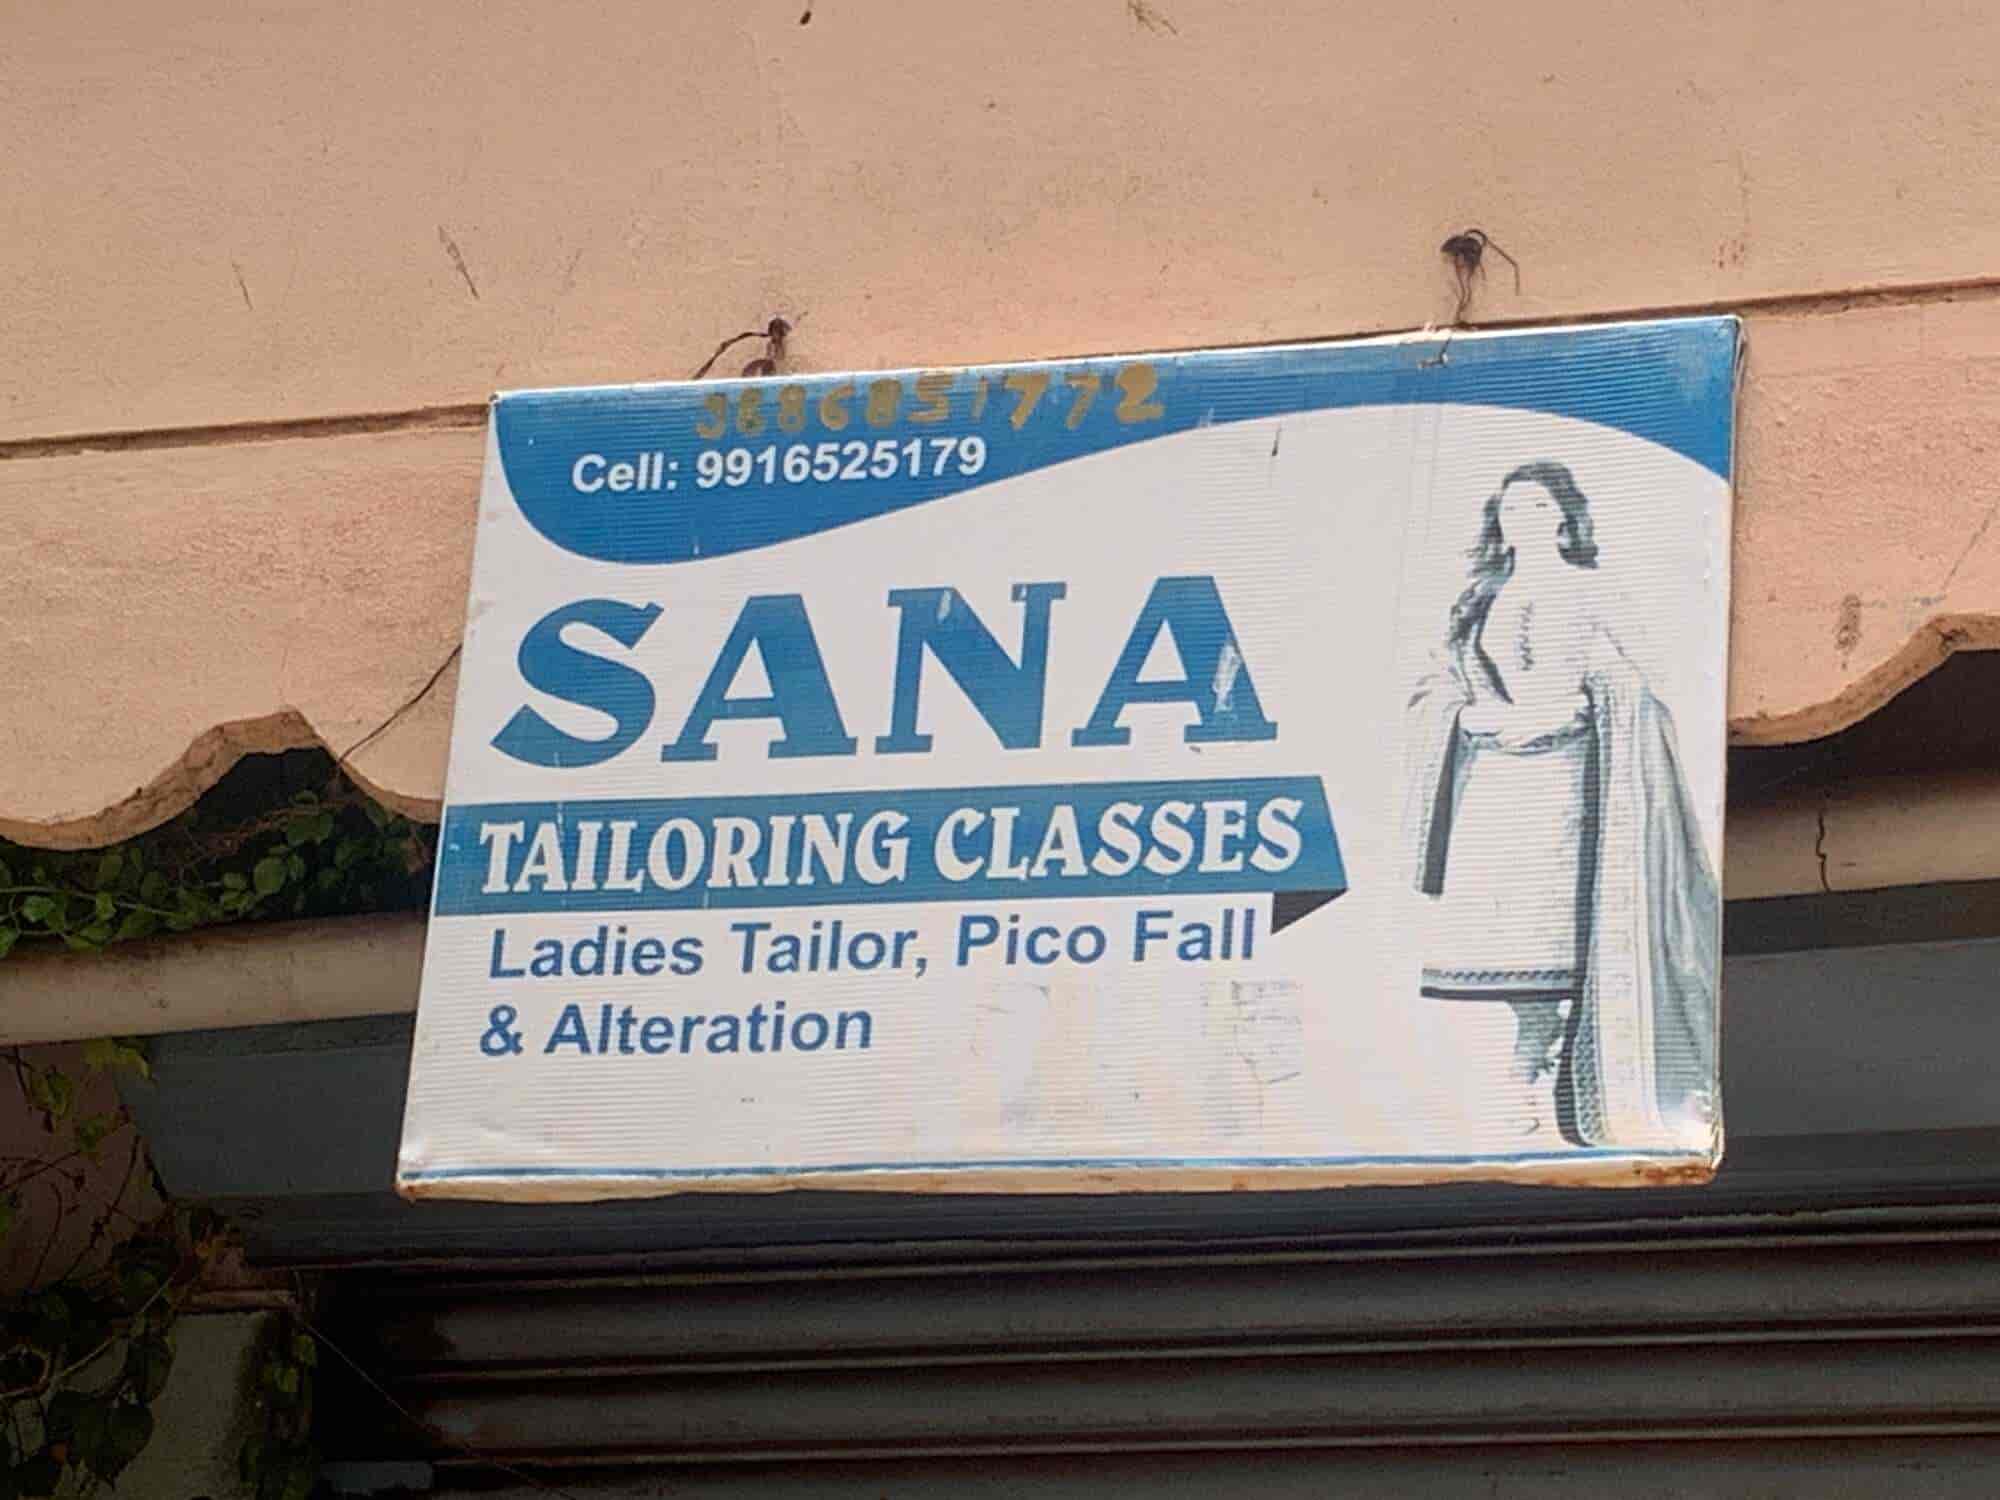 9886851772
Cell: 9916525179
SANA
TAILORING CLASSES
Ladies Tailor, Pico Fall
& Alteration